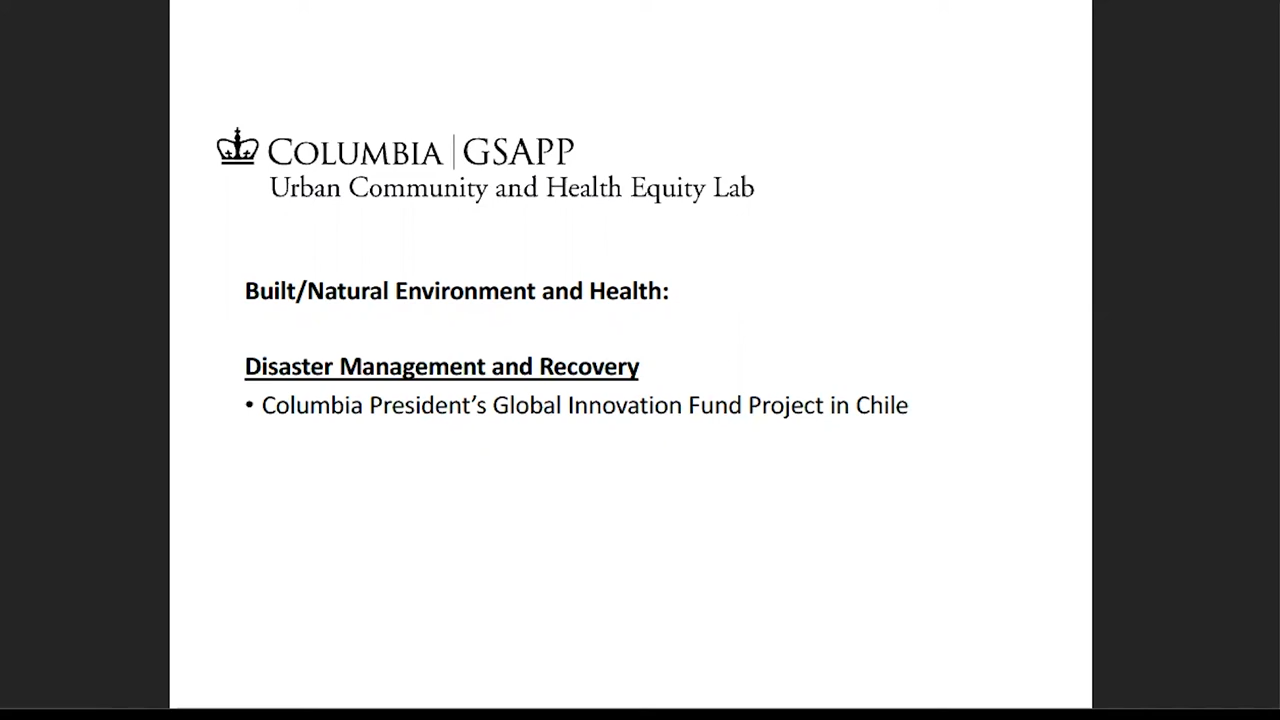 COLUMBIA | GSAPP
Urban Community and Health Equity Lab
Built/Natural Environment and Health:
Disaster Management and Recovery
• Columbia President’s Global Innovation Fund Project in Chile